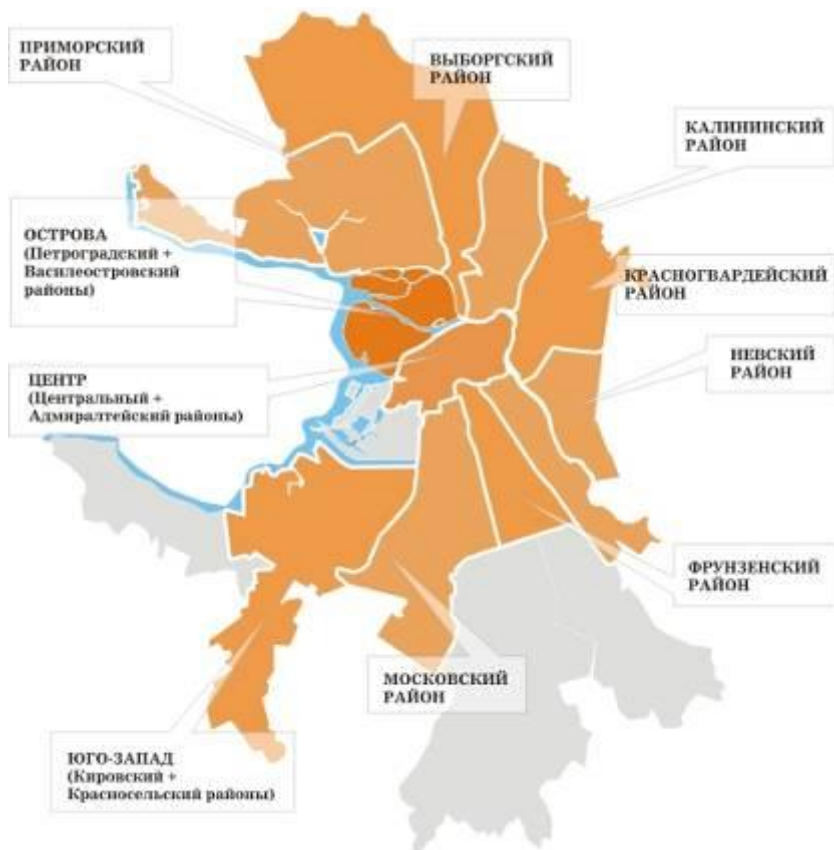 ПРИМОРСКИЙ
РАЙОН
ВЫБОРГСКИЙ
РАЙОН
КАЛИНИНСКИЙ
РАЙОН
ОСТРОВА
(Петроградский +
Василеостровский
районы)
КРАСНОГВАРДЕЙСКИЙ
РАЙОН
НЕВСКИЙ
РАЙОН
ЦЕНТР
(Центральный +
Адмиралтейский районы)
ФРУНЗЕНСКИЙ
РАЙОН
МОСКОВСКИЙ
РАЙОН
ЮГО-ЗАПАД
(Кировский +
Красносельский районы)